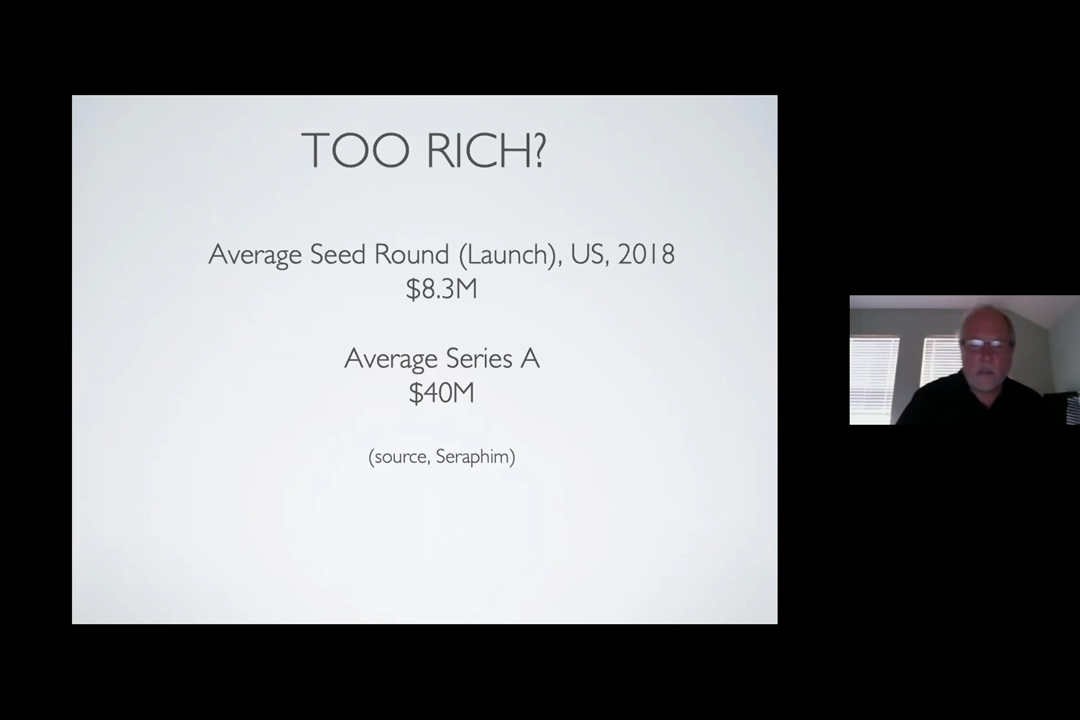 TOO RICH?
Average Seed Round (Launch), US, 2018
$8.3M
Average Series A
$40M
(source, Seraphim)